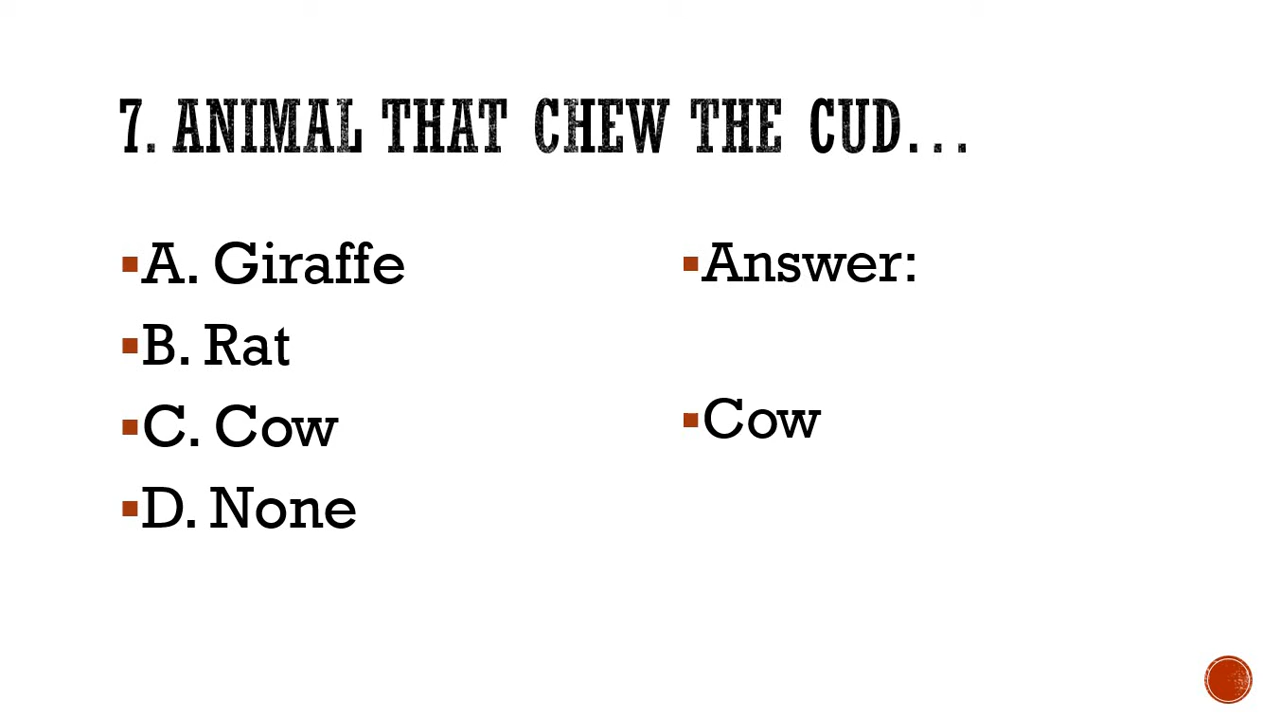 7. ANIMAL THAT CHEW THE CUD...
A. Giraffe
B. Rat
C. Cow
D. None
Answer:
Cow